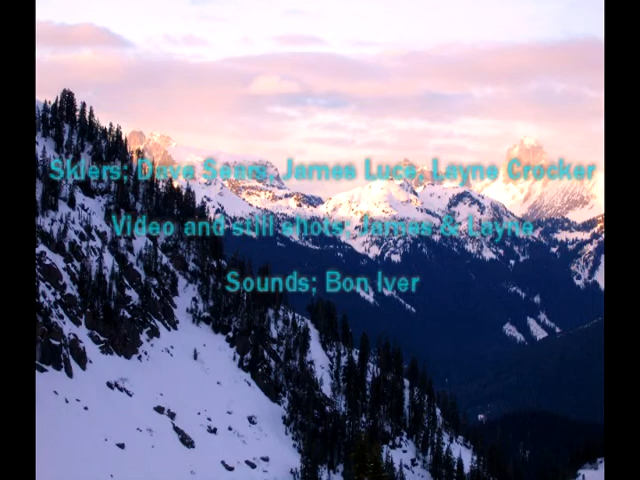 Skiers: Dave Sears, James Luce, Layne Crocker
Video and still shots: James & Layne
Sounds: Bon Iver